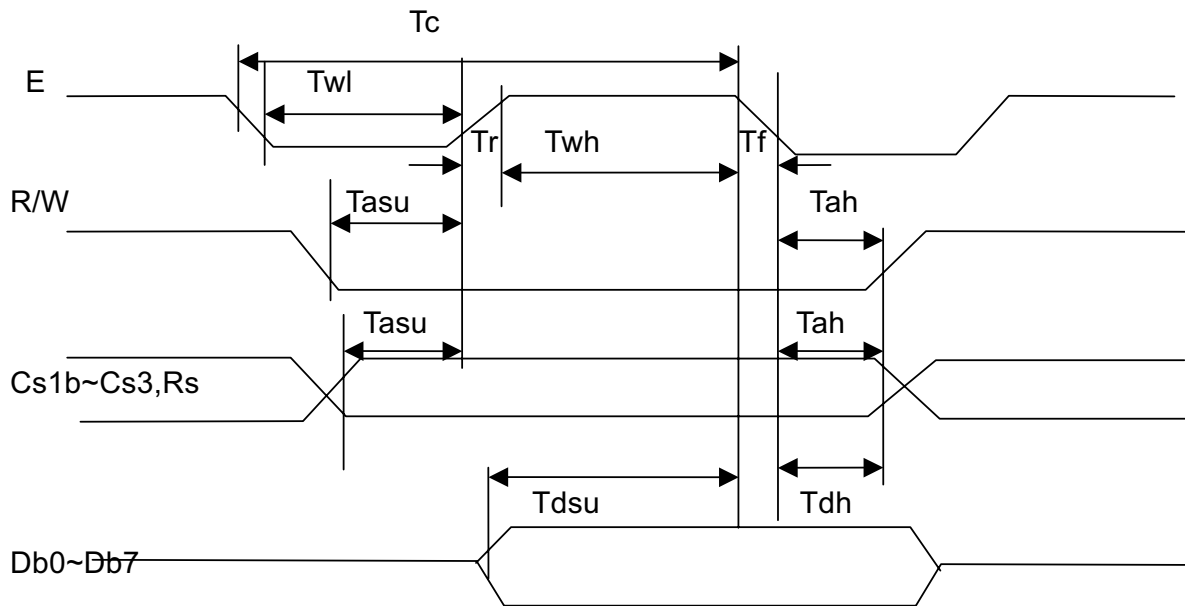 Tc
E
Twl
Tr
Twh
Tf
R/W
Tasu
Tah
Tasu
Tah
Cs1b~Cs3,Rs
Tdsu
Tdh
Db0~Db7